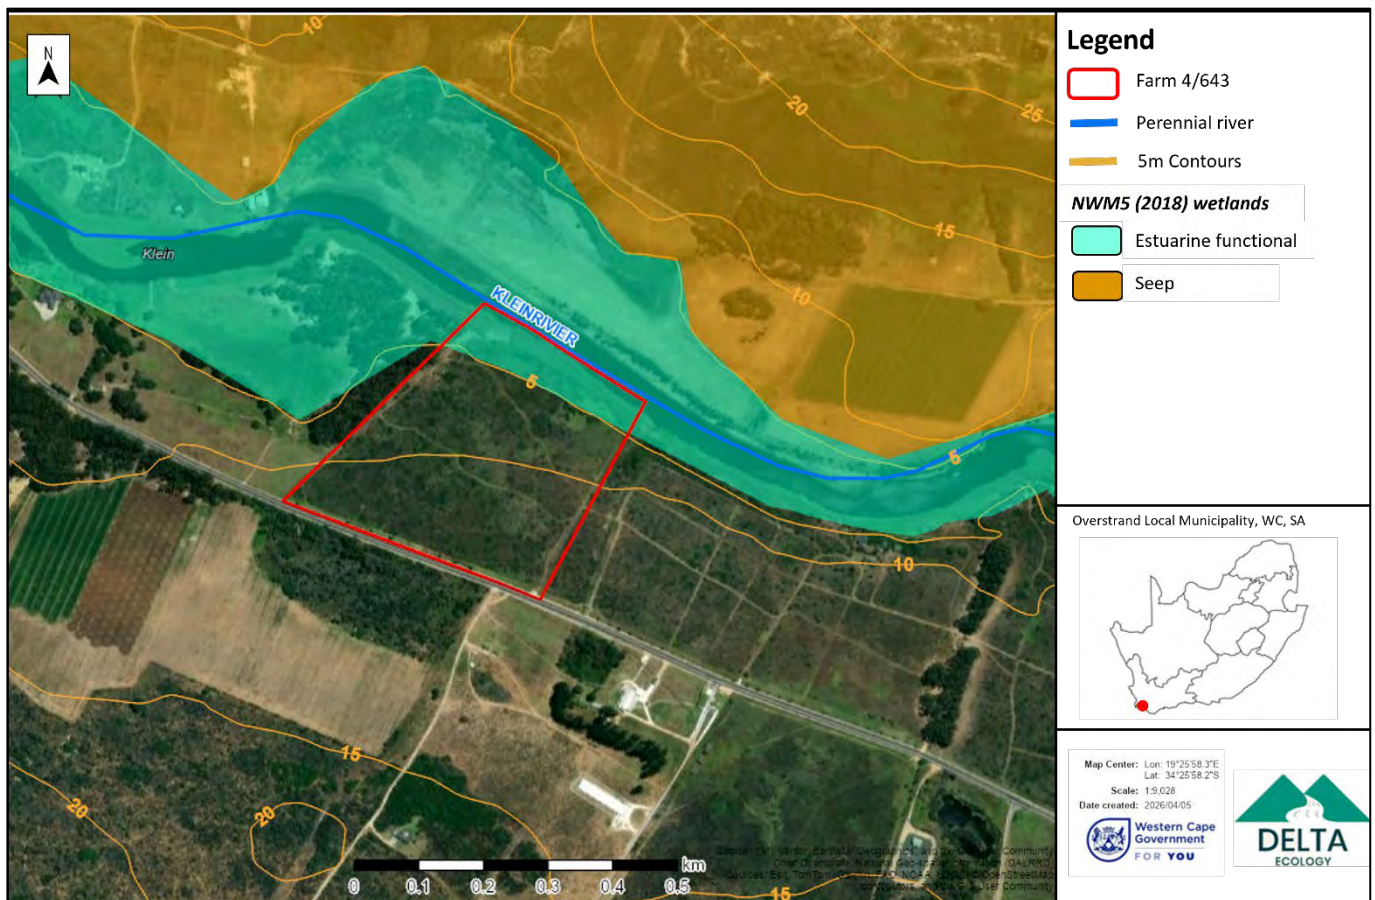 N
10
20
25
15
10
Klein
KLEINRIVIER
5
5
10
15
20
20
15
km
0 0.1 0.2 0.3 0.4 0.5
Community
Legend
Farm 4/643
Perennial river
5m Contours
NWM5 (2018) wetlands
Estuarine functional
Seep
Overstrand Local Municipality, WC, SA
Map Center: Lon: 19°25'58.3"E
Lat: 34°25'58.2"S
Scale: 1:9,028
Date created: 2026/04/05
Western Cape
Government
FOR YOU
DELTA
ECOLOGY